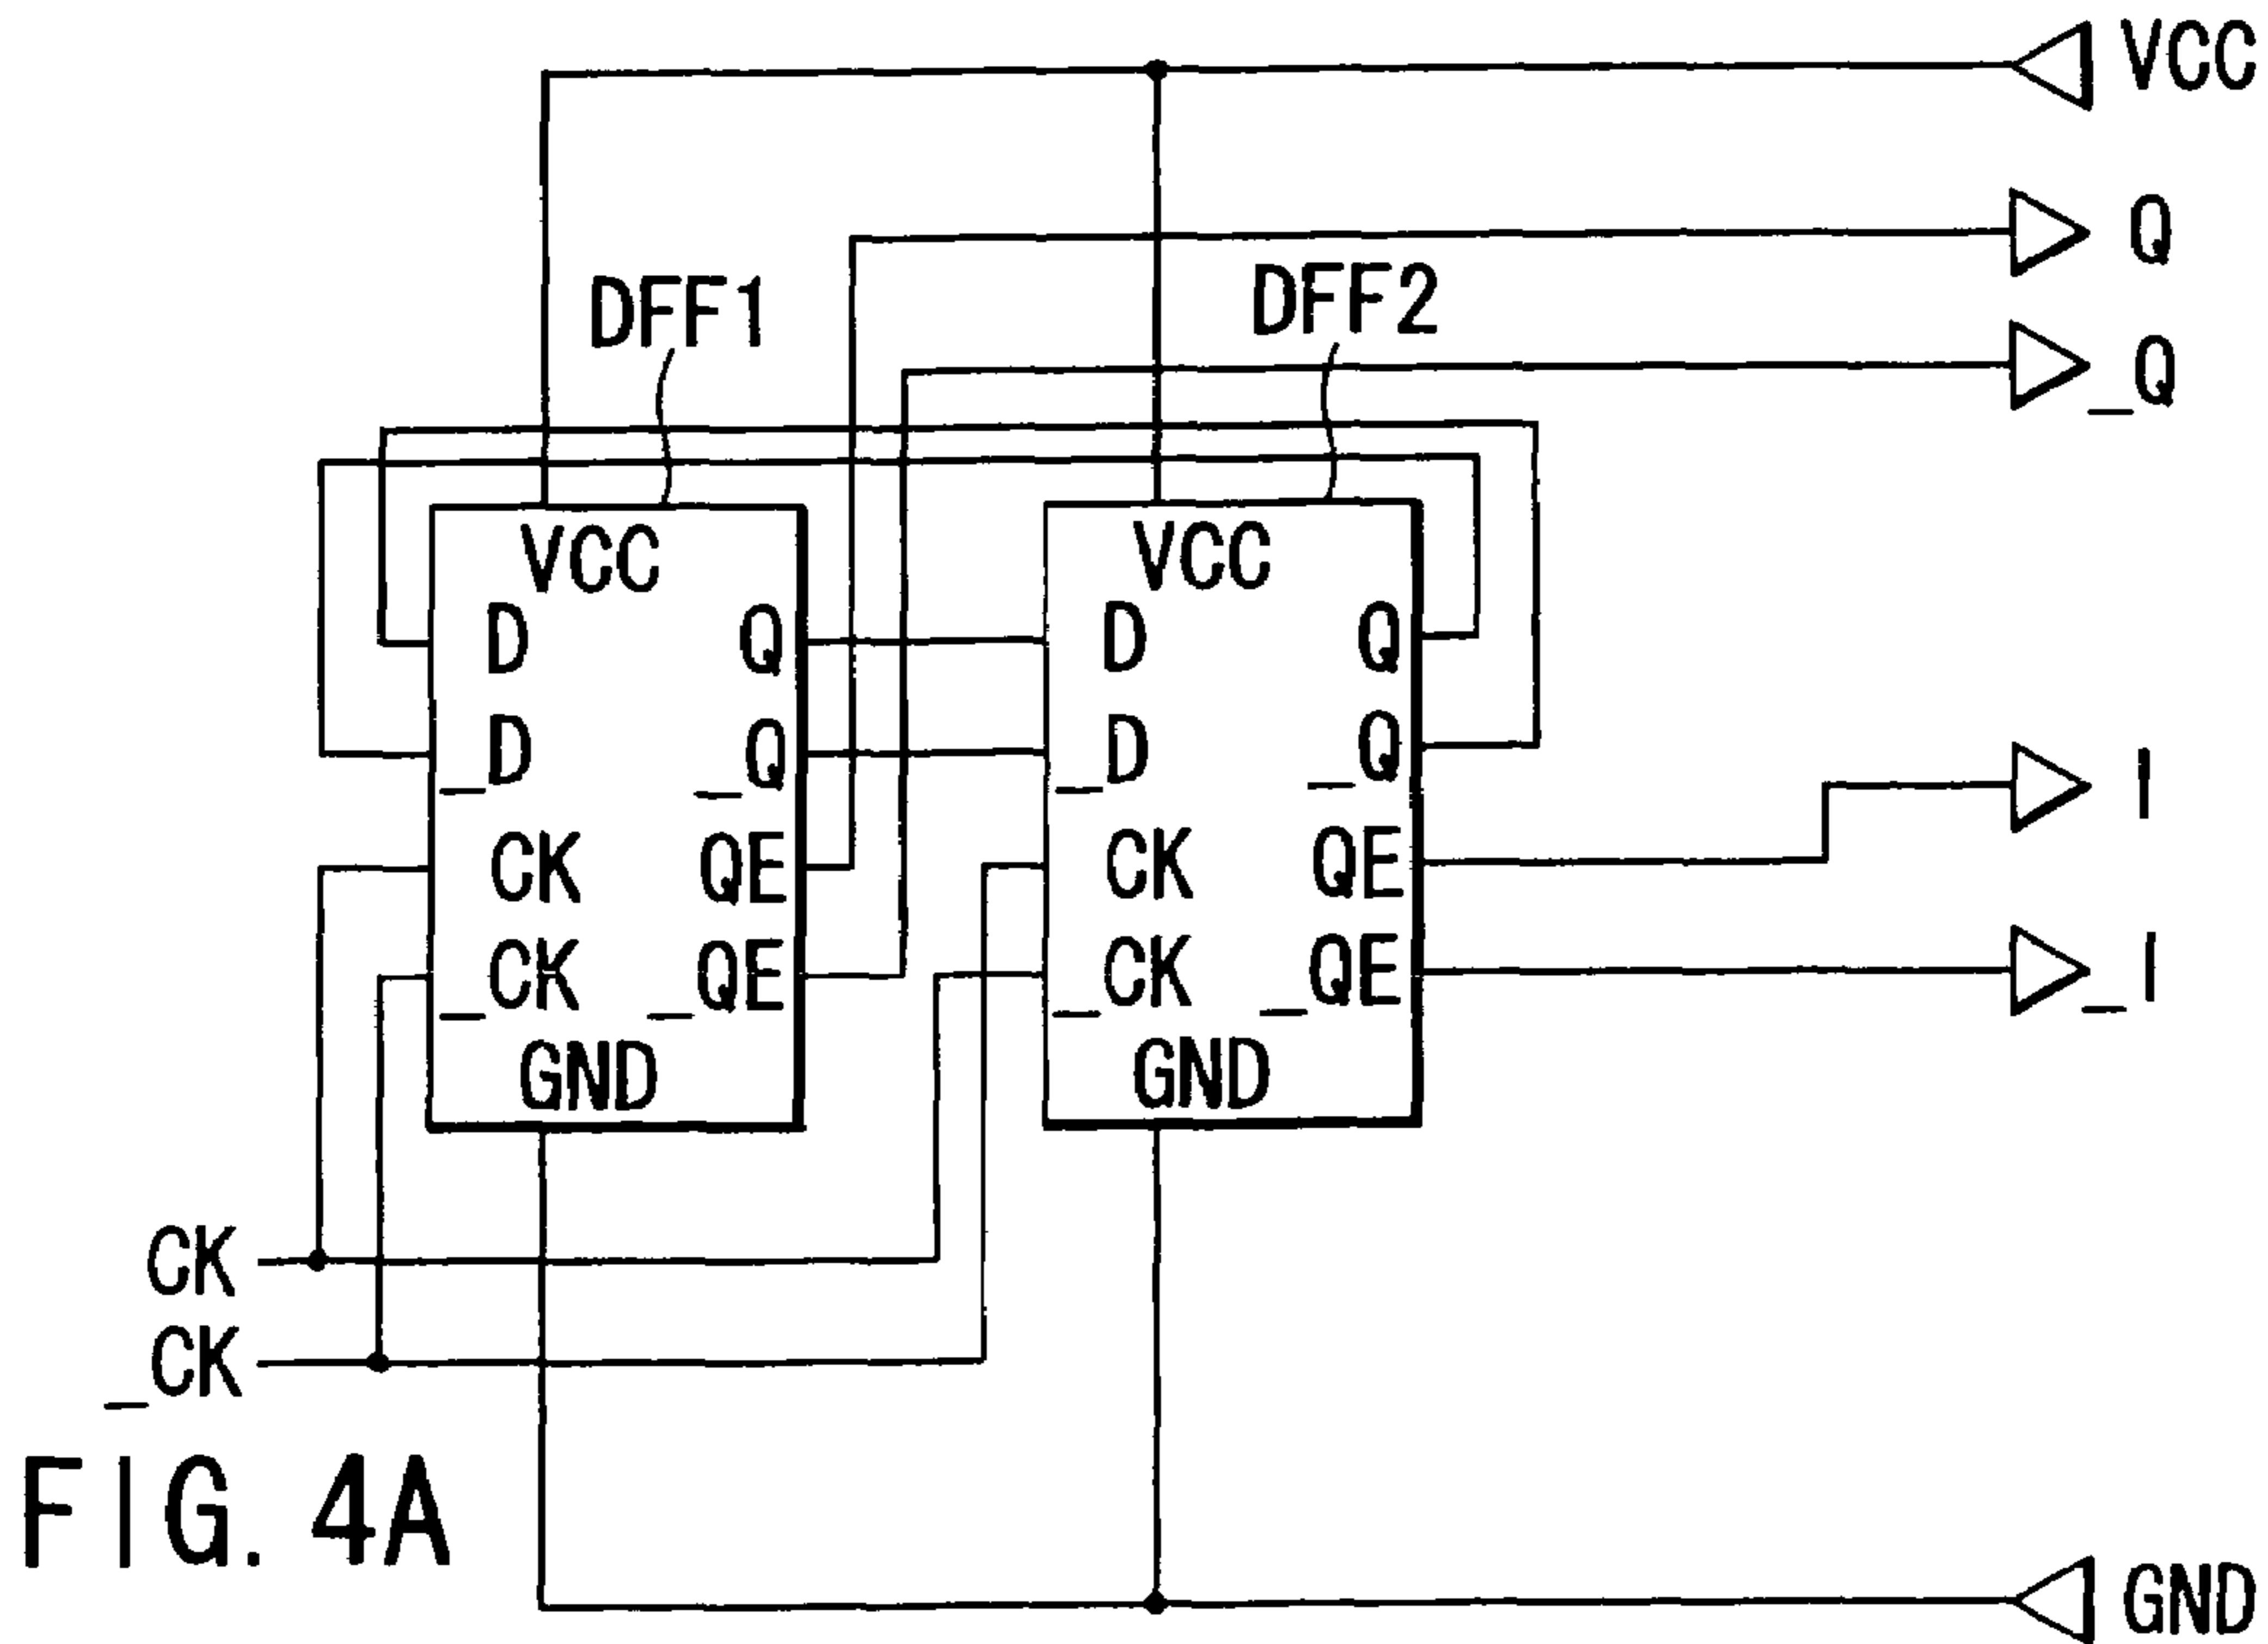 VCC
Q
_Q
DFF1
DFF2
VCC
D
Q
_D
_Q
CK
QE
_CK
_QE
GND
VCC
D
Q
_D
_Q
CK
QE
_CK
_QE
GND
I
_I
CK
_CK
GND
FIG. 4A